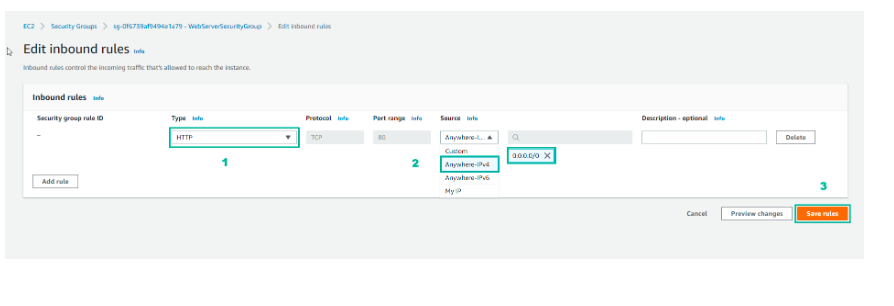 EC2 > Security Groups > sg-0f6739af9494e1a79 - WebServerSecurityGroup > Edit inbound rules
Edit inbound rules Info
Inbound rules control the incoming traffic that's allowed to reach the instance.
Inbound rules Info
Security group rule ID Type Info Protocol Info Port range Info Source Info Description - optional Info
– HTTP TCP 80 Anywhere-I... Delete
Custom
0.0.0.0/0 X
1 2 Anywhere-IPv4
Anywhere-IPv6
Add rule
My IP
3
Cancel Preview changes Save rules